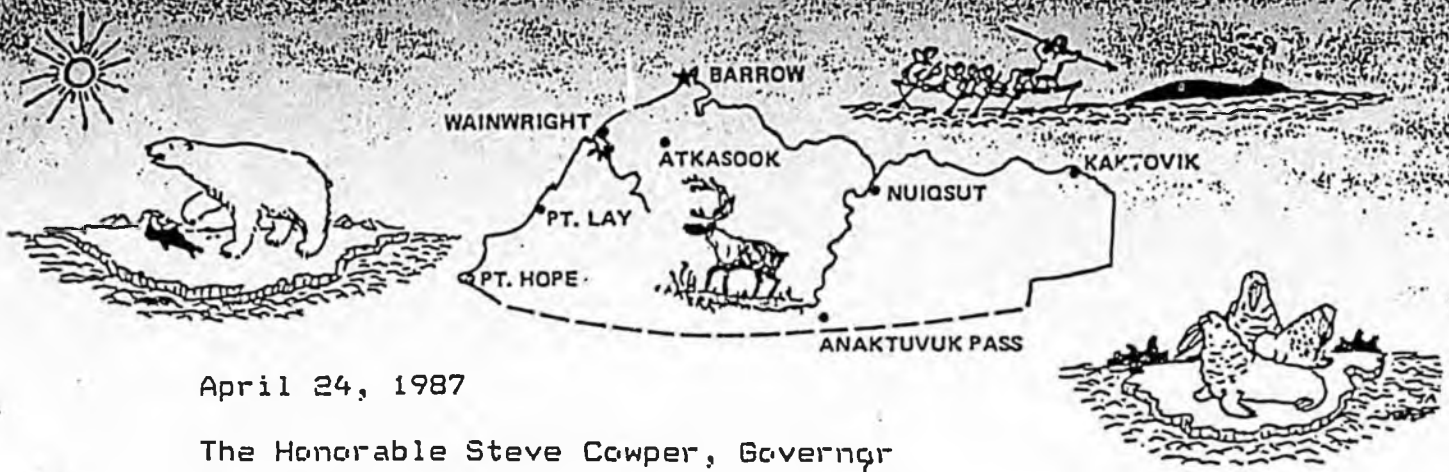 BARROW
WAINWRIGHT
ATKASOOK
KAKTOVIK
NUIQSUT
PT. LAY
PT. HOPE
ANAKTUVUK PASS
April 24, 1987
The Honorable Steve Cowper, Governor